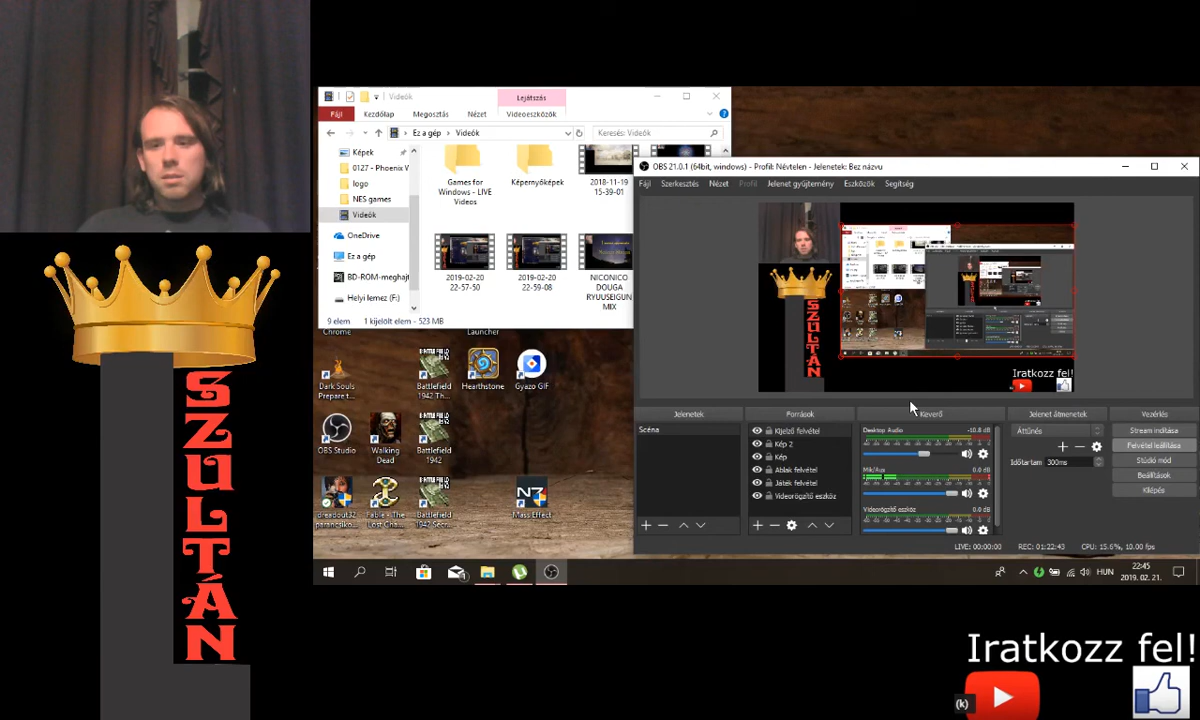 Videók
Lejátszás
Fájl
Kezdőlap
Megosztás
Nézet
Videoeszközök
Ez a gép
Videók
Keresés: Videók
Képek
0127 - Phoenix W
logo
NES games
Videók
OneDrive
Ez a gép
BD-ROM-meghajt
Helyi lemez (F:)
Games for
Windows - LIVE
Videos
Képernyőképek
2018-11-19
15-39-01
2019-02-20
22-57-50
2019-02-20
22-59-08
NICONICO
DOUGA
RYUUSEIGUN
MIX
9 elem
1 kijelölt elem - 523 MB
OBS 21.0.1 (64bit, windows) - Profil: Névtelen - Jelenetek: Bez názvu
Fájl
Szerkesztés
Nézet
Profil
Jelenet gyűjtemény
Eszközök
Segítség
SZULTÁN
Iratkozz fel!
Jelenetek
Források
Keverő
Jelenet átmenetek
Vezérlés
Scéna
Kijelző felvétel
Kép 2
Kép
Ablak felvétel
Játék felvétel
Videorögzítő eszköz
Desktop Audio
-10.8 dB
Mik/Aux
0.0 dB
Videorögzítő eszköz
0.0 dB
Áttűnés
Időtartam
300ms
Stream indítása
Felvétel leállítása
Stúdió mód
Beállítások
Kilépés
LIVE: 00:00:00
REC: 01:22:43
CPU: 15.6%, 10.00 fps
Chrome
Launcher
Dark Souls
Prepare t...
Battlefield
1942 Th...
Hearthstone
Gyazo GIF
OBS Studio
Walking
Dead
Battlefield
1942
dreadout32
parancsiko...
Fable - The
Lost Cha...
Battlefield
1942 Secr...
N7
Mass Effect
HUN
22:45
2019. 02. 21.
SZULTÁN
Iratkozz fel!
(k)